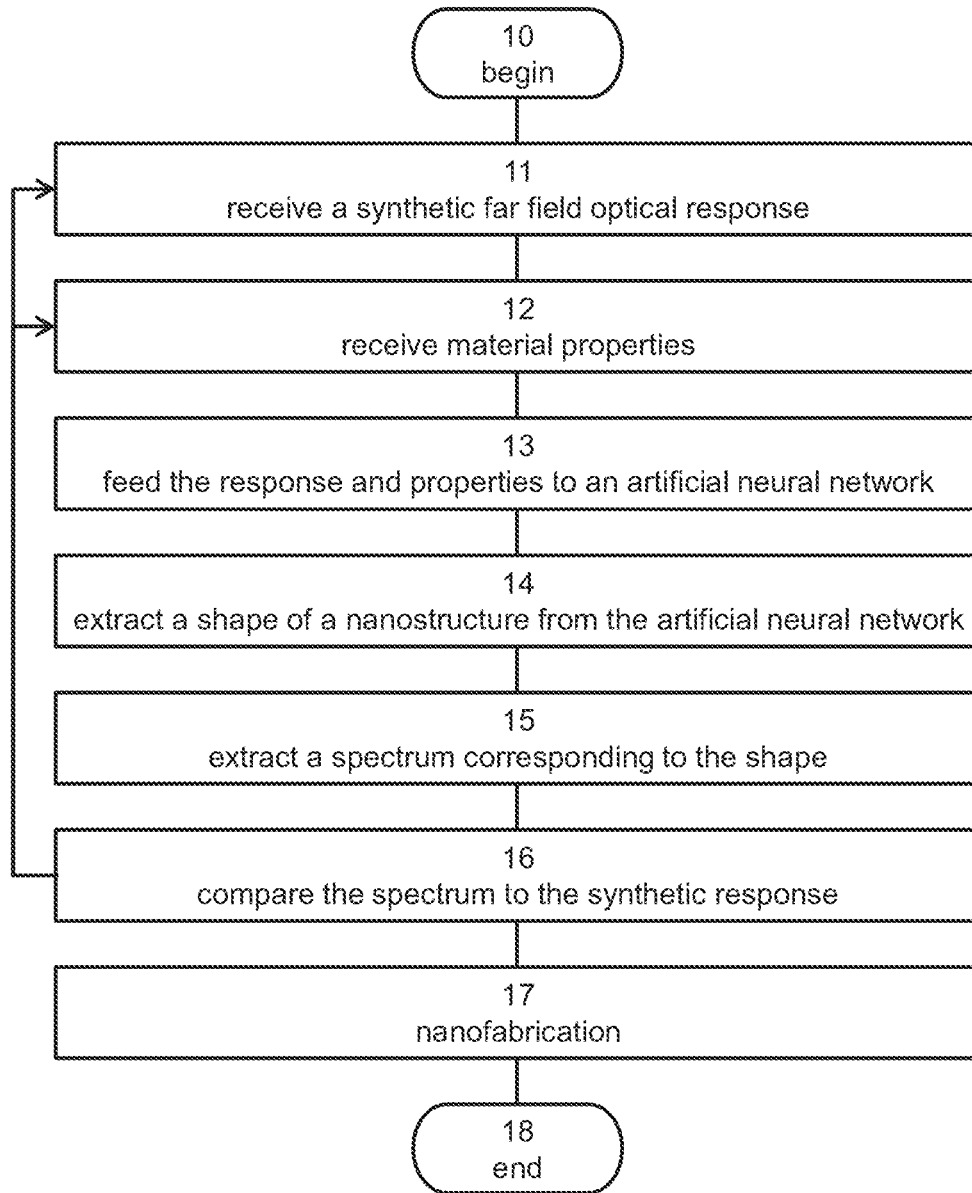 10
begin
11
receive a synthetic far field optical response
12
receive material properties
13
feed the response and properties to an artificial neural network
14
extract a shape of a nanostructure from the artificial neural network
15
extract a spectrum corresponding to the shape
16
compare the spectrum to the synthetic response
17
nanofabrication
18
end